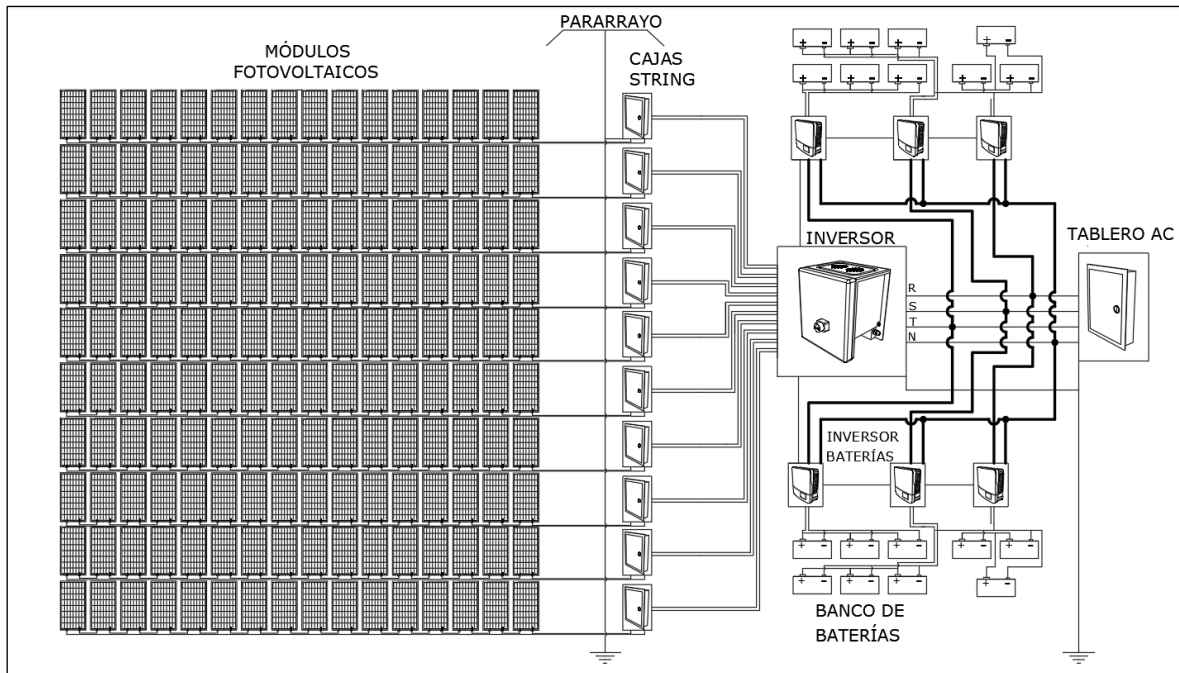 PARARRAYO
MÓDULOS
FOTOVOLTAICOS
CAJAS
STRING
INVERSOR
TABLERO AC
R
S
T
N
INVERSOR
BATERÍAS
BANCO DE
BATERÍAS